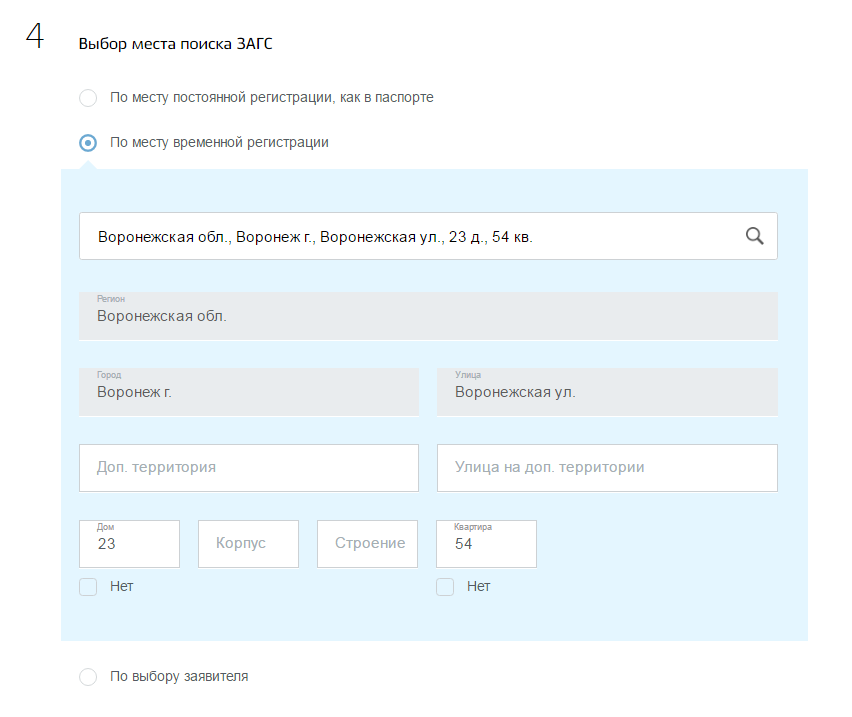 4
Выбор места поиска ЗАГС
По месту постоянной регистрации, как в паспорте
По месту временной регистрации
Воронежская обл., Воронеж г., Воронежская ул., 23 д., 54 кв.
Регион
Воронежская обл.
Город
Воронеж г.
Улица
Воронежская ул.
Доп. территория
Улица на доп. территории
Дом
23
Корпус
Строение
Квартира
54
Нет
Нет
По выбору заявителя